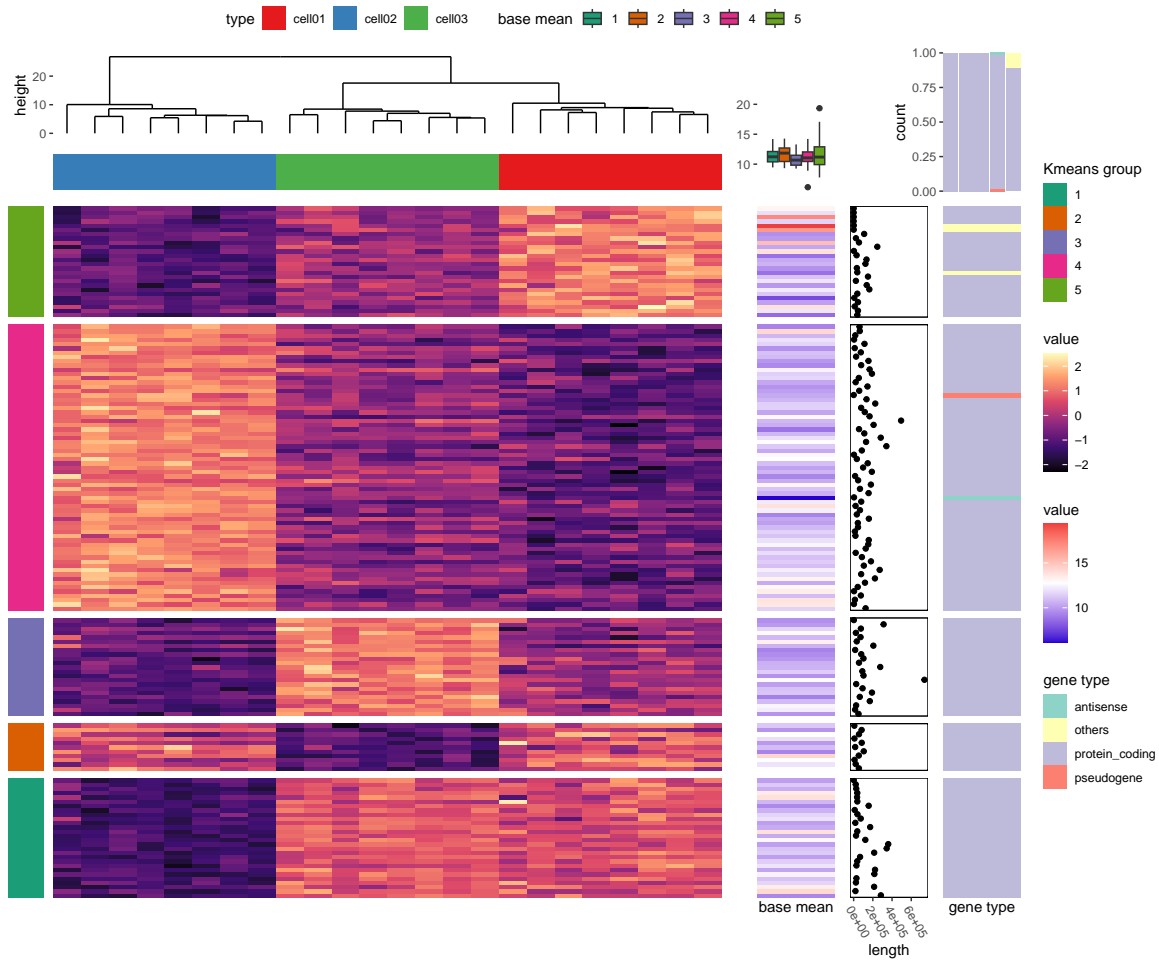 type cell01 cell02 cell03 base mean 1 2 3 4 5
height
20
10
0
20
15
10
count
1.00
0.75
0.50
0.25
0.00
Kmeans group
1
2
3
4
5
value
2
1
0
−1
−2
value
15
10
gene type
antisense
others
protein_coding
pseudogene
base mean
0e+00
2e+05
4e+05
6e+05
length
gene type